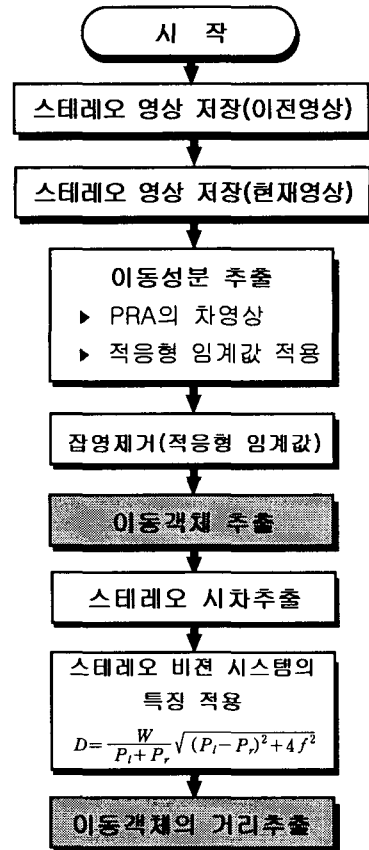 시 작
스테레오 영상 저장(이전영상)
스테레오 영상 저장(현재영상)
이동성분 추출
▶ PRA의 차영상
▶ 적응형 임계값 적용
잡영제거(적응형 임계값)
이동객체 추출
스테레오 시차추출
스테레오 비젼 시스템의
특징 적용
D=\frac{W}{P_l+P_r}\sqrt{(P_l-P_r)^2+4f^2}
이동객체의 거리추출